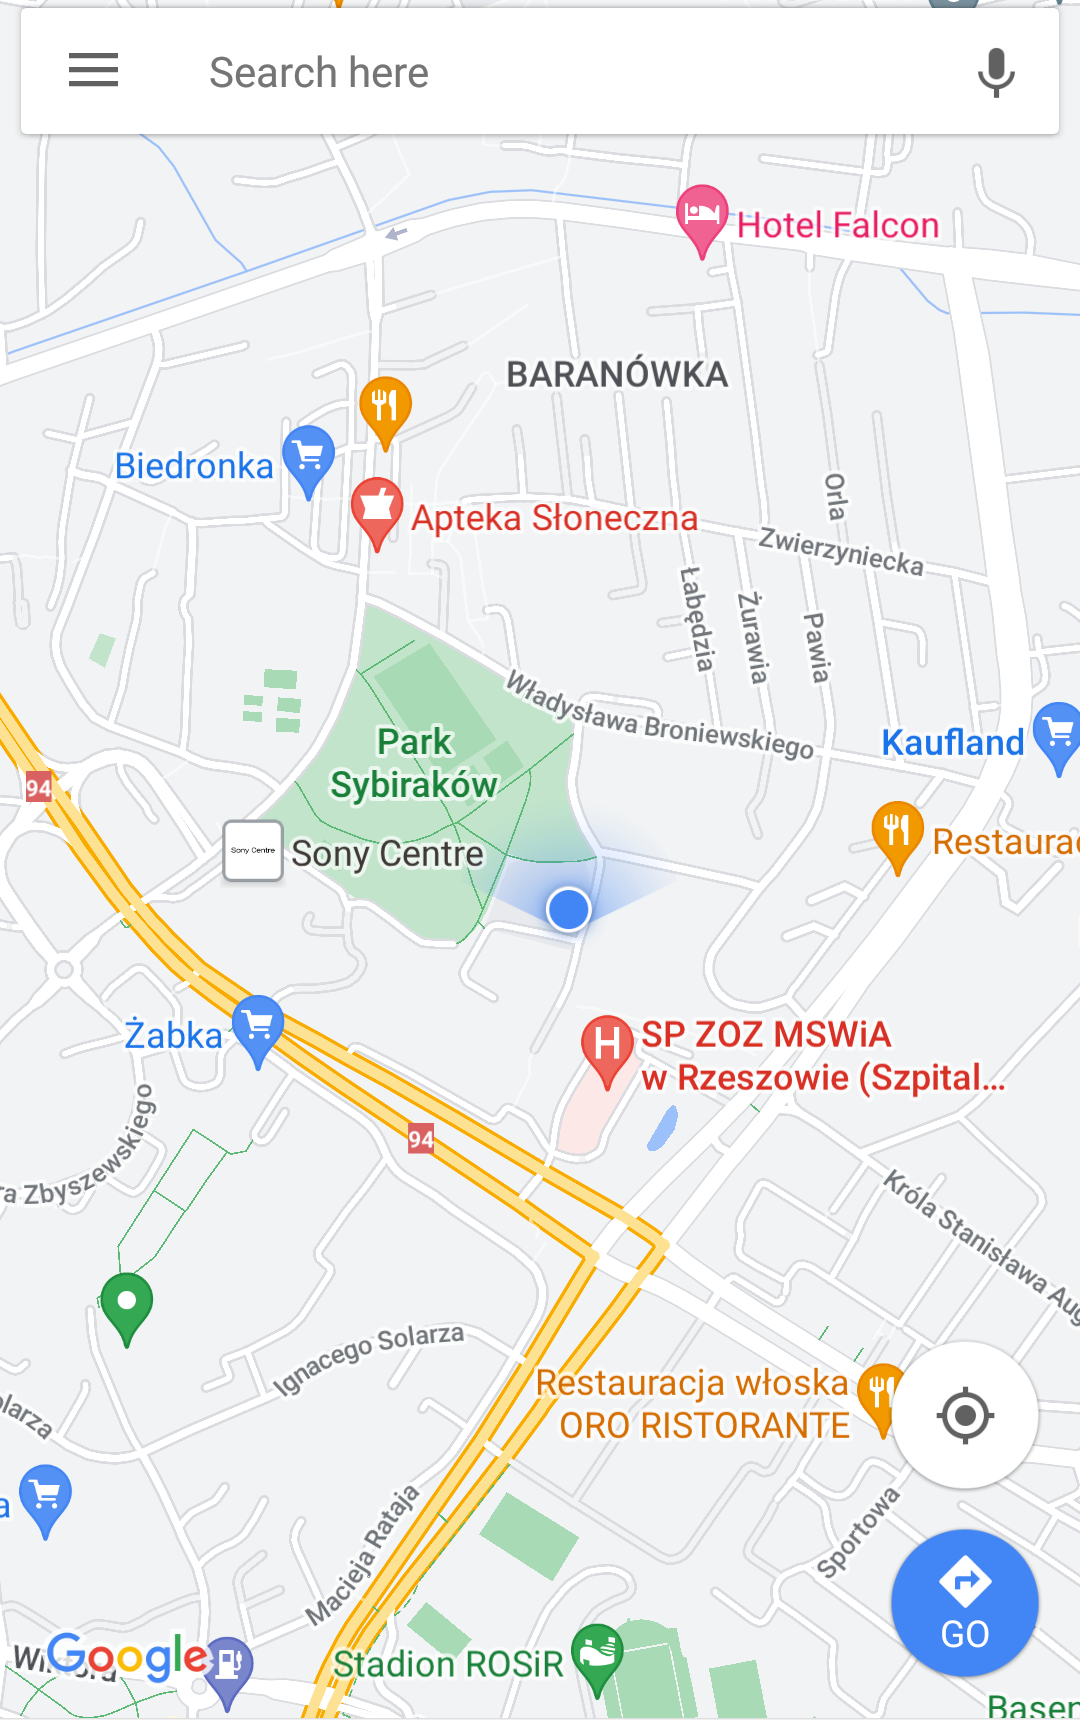 Search here
Hotel Falcon
BARANÓWKA
Biedronka
Apteka Słoneczna
Orla
Zwierzyniecka
Łabędzia
Żurawia
Pawia
Władysława Broniewskiego
Park
Sybiraków
Kaufland
94
Sony Centre
Sony Centre
Restaurac
Żabka
SP ZOZ MSWiA
w Rzeszowie (Szpital...
94
ra Zbyszewskiego
Króla Stanisława Aug
Ignacego Solarza
Restauracja włoska
ORO RISTORANTE
olarza
a
Macieja Rataja
Sportowa
GO
Google
Stadion ROSiR
Basen